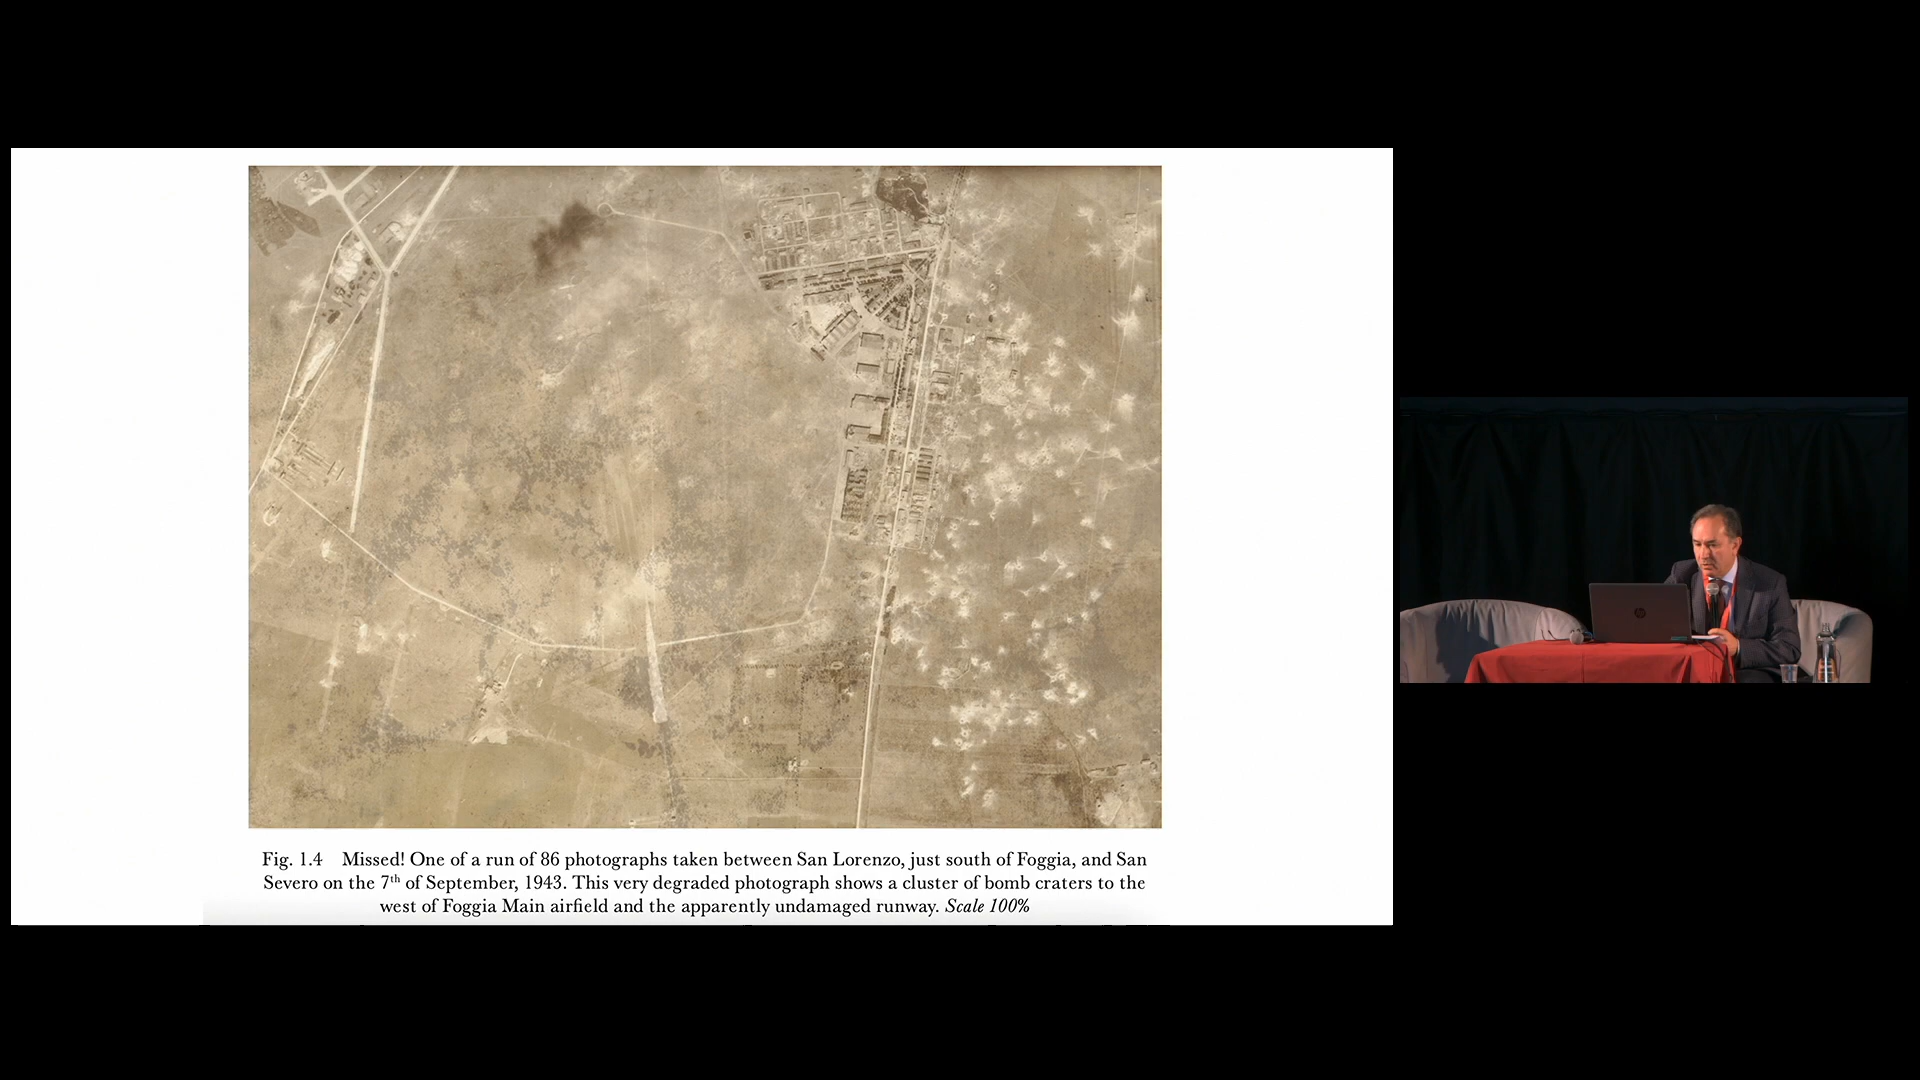 Fig. 1.4 Missed! One of a run of 86 photographs taken between San Lorenzo, just south of Foggia, and San
Severo on the 7th of September, 1943. This very degraded photograph shows a cluster of bomb craters to the
west of Foggia Main airfield and the apparently undamaged runway. Scale 100%
hp